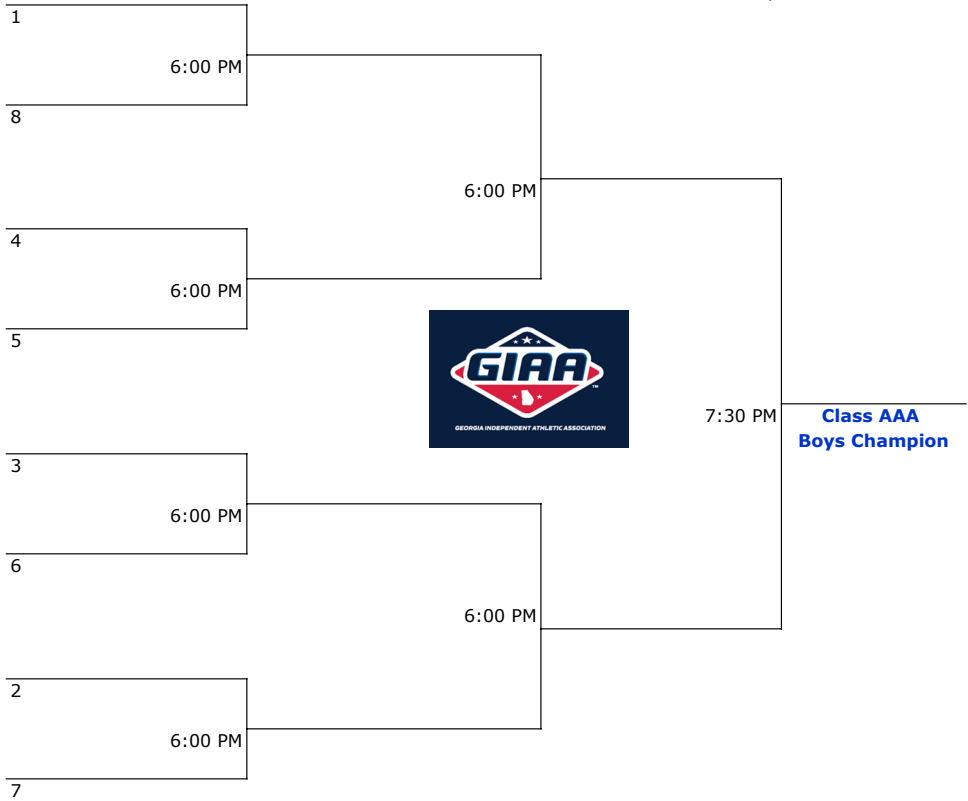 1
6:00 PM
8
6:00 PM
4
6:00 PM
5
GIAA
TM
GEORGIA INDEPENDENT ATHLETIC ASSOCIATION
7:30 PM
Class AAA
Boys Champion
3
6:00 PM
6
6:00 PM
2
6:00 PM
7